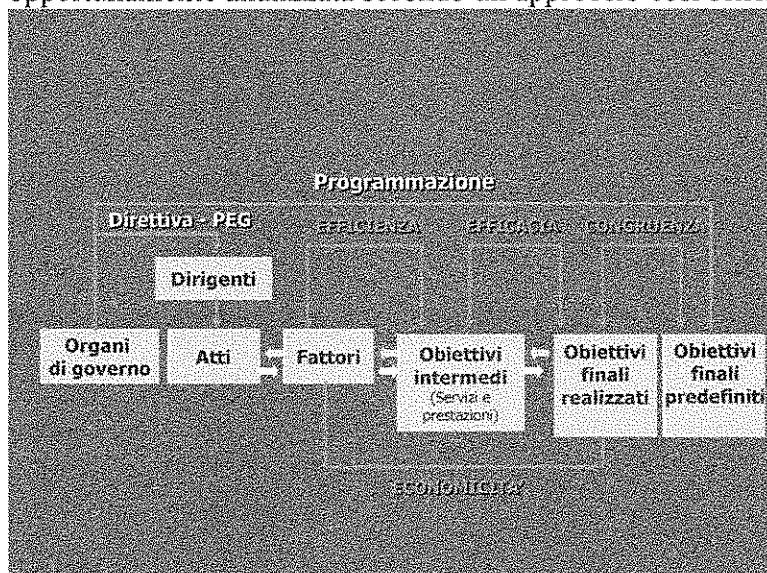 Programmazione
Direttiva - PEG
EFFICIENZA
EFFICACIA
CONGRUENZA
Dirigenti
Organi
di governo
Atti
Fattori
Obiettivi
intermedi
(Servizi e
prestazioni)
Obiettivi
finali
realizzati
Obiettivi
finali
predefiniti